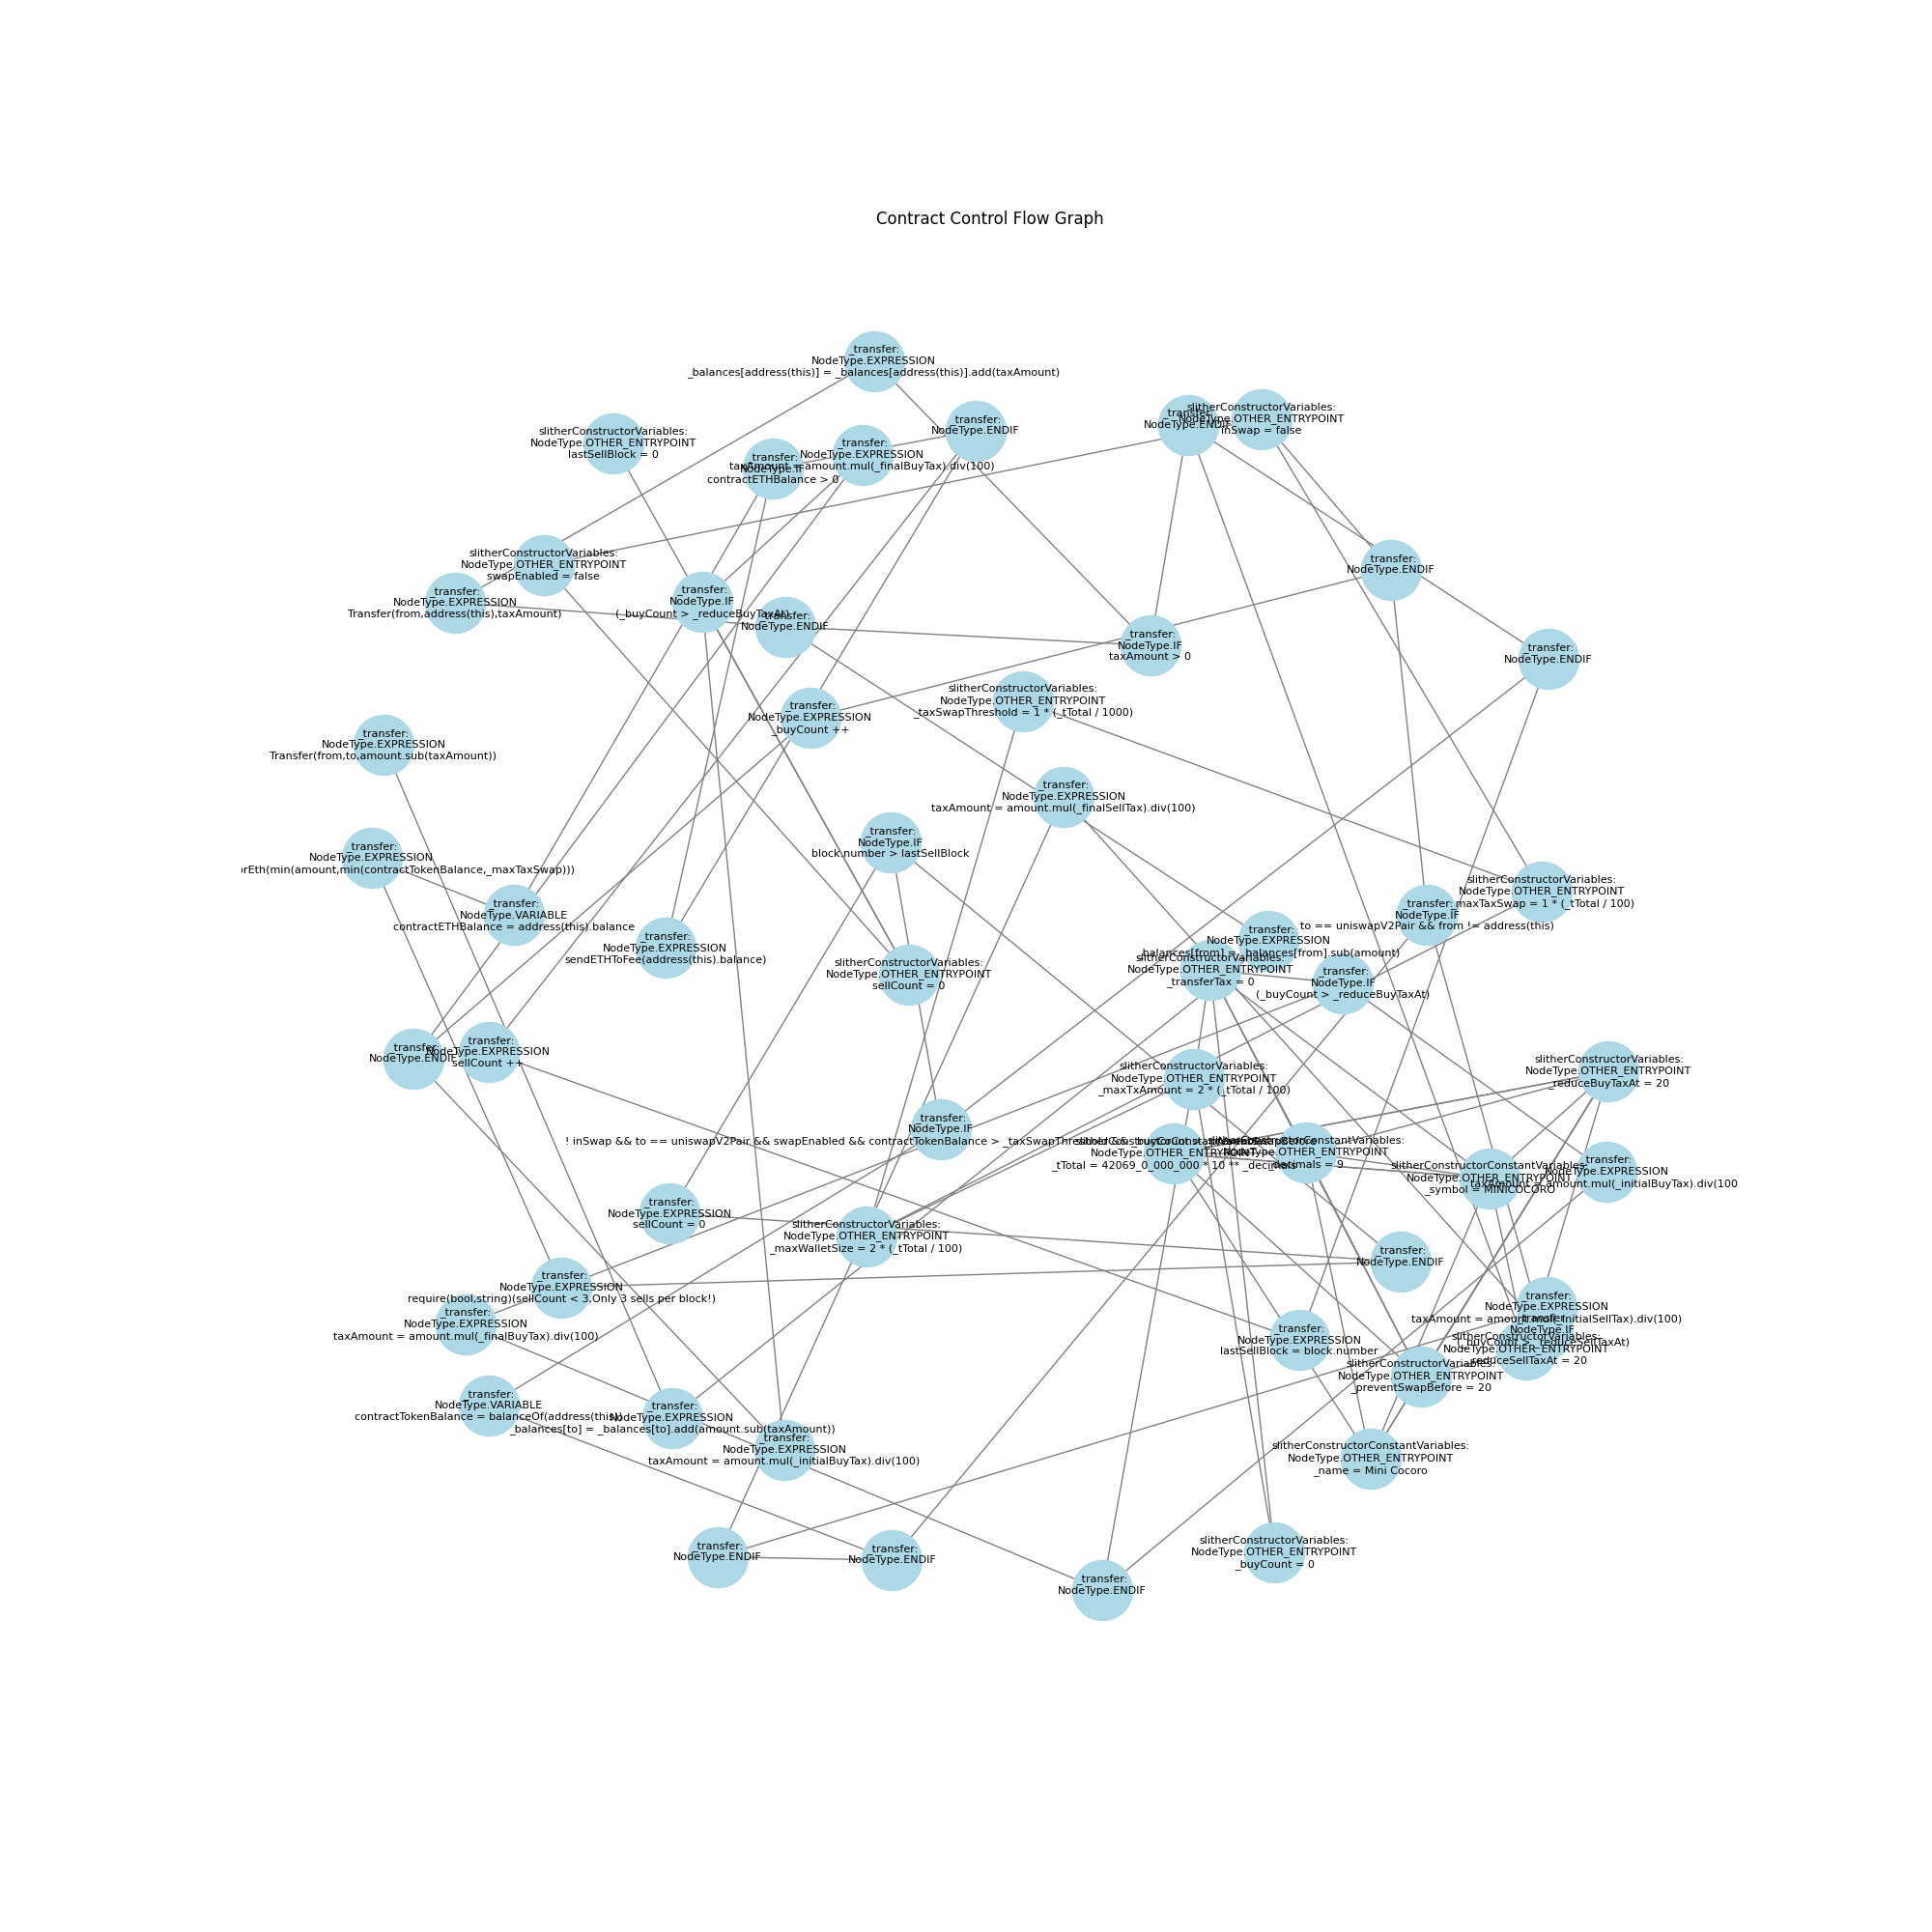 Contract Control Flow Graph
_transfer:
NodeType.EXPRESSION
_balances[address(this)] = _balances[address(this)].add(taxAmount)
slitherConstructorVariables:
NodeType.OTHER_ENTRYPOINT
lastSellBlock = 0
_transfer:
NodeType.IF
contractETHBalance > 0
_transfer:
NodeType.EXPRESSION
taxAmount = amount.mul(_finalBuyTax).div(100)
_transfer:
NodeType.ENDIF
_transfer:
NodeType.ENDIF
slitherConstructorVariables:
NodeType.OTHER_ENTRYPOINT
inSwap = false
slitherConstructorVariables:
NodeType.OTHER_ENTRYPOINT
swapEnabled = false
_transfer:
NodeType.EXPRESSION
Transfer(from,address(this),taxAmount)
_transfer:
NodeType.IF
(_buyCount > _reduceBuyTaxAt)
_transfer:
NodeType.ENDIF
_transfer:
NodeType.IF
taxAmount > 0
_transfer:
NodeType.ENDIF
_transfer:
NodeType.ENDIF
slitherConstructorVariables:
NodeType.OTHER_ENTRYPOINT
_taxSwapThreshold = 1 * (_tTotal / 1000)
_transfer:
NodeType.EXPRESSION
_buyCount ++
_transfer:
NodeType.EXPRESSION
Transfer(from,to,amount.sub(taxAmount))
_transfer:
NodeType.EXPRESSION
taxAmount = amount.mul(_finalSellTax).div(100)
_transfer:
NodeType.IF
block.number > lastSellBlock
_transfer:
NodeType.EXPRESSION
rEth(min(amount,min(contractTokenBalance,_maxTaxSwap)))
_transfer:
NodeType.VARIABLE
contractETHBalance = address(this).balance
_transfer:
NodeType.EXPRESSION
sendETHToFee(address(this).balance)
slitherConstructorVariables:
NodeType.OTHER_ENTRYPOINT
sellCount = 0
slitherConstructorVariables:
NodeType.OTHER_ENTRYPOINT
_maxTaxSwap = 1 * (_tTotal / 100)
_transfer:
NodeType.IF
to == uniswapV2Pair && from != address(this)
_transfer:
NodeType.EXPRESSION
_balances[from] = _balances[from].sub(amount)
slitherConstructorVariables:
NodeType.OTHER_ENTRYPOINT
_transferTax = 0
_transfer:
NodeType.IF
(_buyCount > _reduceBuyTaxAt)
_transfer:
NodeType.ENDIF
_transfer:
NodeType.EXPRESSION
sellCount ++
slitherConstructorVariables:
NodeType.OTHER_ENTRYPOINT
_maxTxAmount = 2 * (_tTotal / 100)
slitherConstructorVariables:
NodeType.OTHER_ENTRYPOINT
_reduceBuyTaxAt = 20
_transfer:
NodeType.IF
! inSwap && to == uniswapV2Pair && swapEnabled && contractTokenBalance > _taxSwapThreshold && _buyCount > _preventSwapBefore
NodeType.OTHER_ENTRYPOINT
_tTotal = 42069_0_000_000 * 10 ** _decimals
slitherConstructorConstantVariables:
NodeType.OTHER_ENTRYPOINT
_decimals = 9
slitherConstructorConstantVariables:
NodeType.OTHER_ENTRYPOINT
_symbol = MINICOCORO
_transfer:
NodeType.EXPRESSION
taxAmount = amount.mul(_initialBuyTax).div(100
_transfer:
NodeType.EXPRESSION
sellCount = 0
slitherConstructorVariables:
NodeType.OTHER_ENTRYPOINT
_maxWalletSize = 2 * (_tTotal / 100)
_transfer:
NodeType.ENDIF
_transfer:
NodeType.EXPRESSION
require(bool,string)(sellCount < 3,Only 3 sells per block!)
_transfer:
NodeType.EXPRESSION
taxAmount = amount.mul(_finalBuyTax).div(100)
_transfer:
NodeType.EXPRESSION
lastSellBlock = block.number
_transfer:
NodeType.EXPRESSION
taxAmount = amount.mul(_initialSellTax).div(100)
_transfer:
NodeType.IF
(_buyCount > _reduceSellTaxAt)
slitherConstructorVariables:
NodeType.OTHER_ENTRYPOINT
_reduceSellTaxAt = 20
slitherConstructorVariables:
NodeType.OTHER_ENTRYPOINT
_preventSwapBefore = 20
_transfer:
NodeType.VARIABLE
contractTokenBalance = balanceOf(address(this))
_transfer:
NodeType.EXPRESSION
_balances[to] = _balances[to].add(amount.sub(taxAmount))
_transfer:
NodeType.EXPRESSION
taxAmount = amount.mul(_initialBuyTax).div(100)
slitherConstructorConstantVariables:
NodeType.OTHER_ENTRYPOINT
_name = Mini Cocoro
_transfer:
NodeType.ENDIF
_transfer:
NodeType.ENDIF
slitherConstructorVariables:
NodeType.OTHER_ENTRYPOINT
_buyCount = 0
_transfer:
NodeType.ENDIF